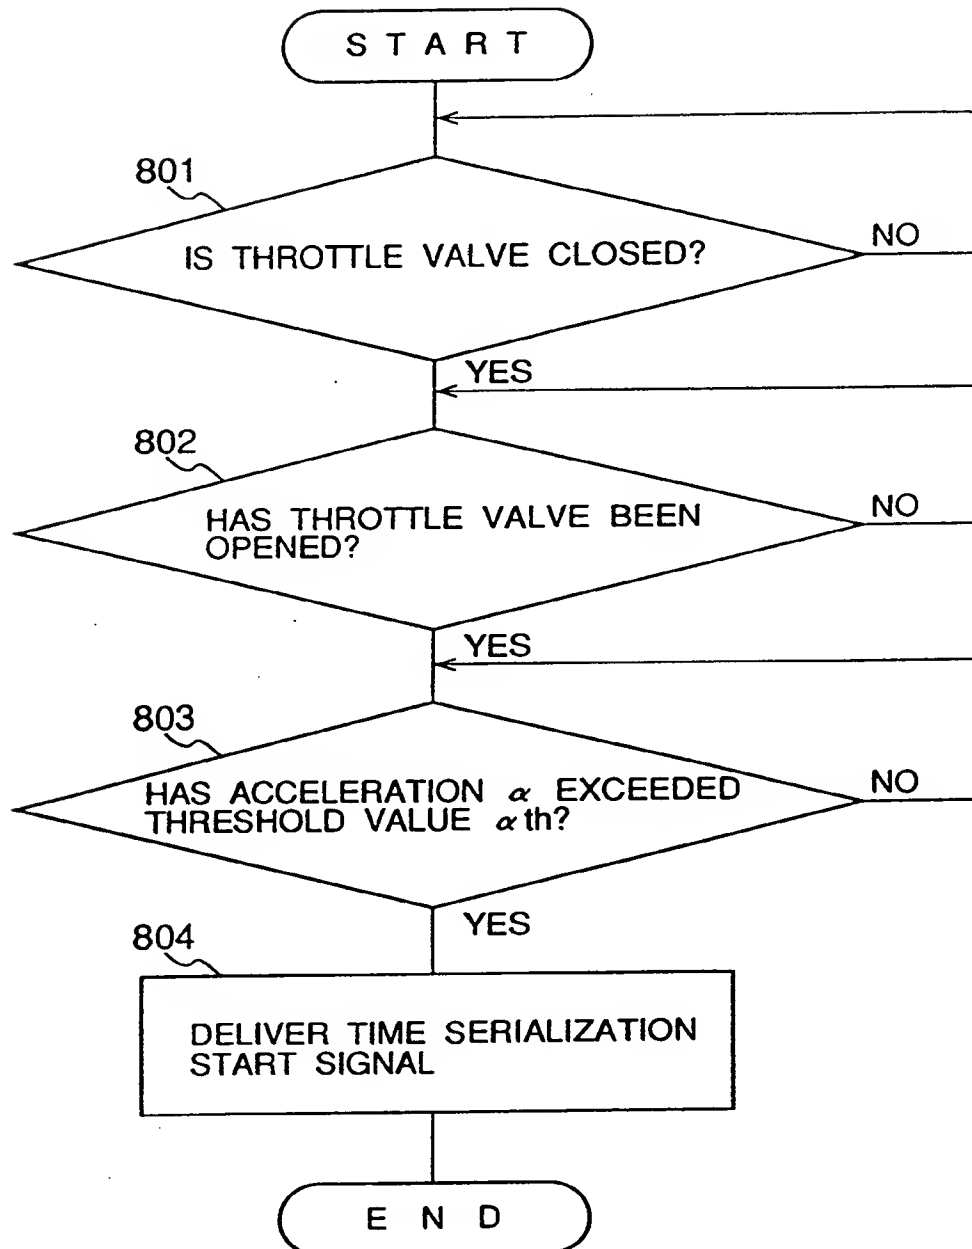 START
801
IS THROTTLE VALVE CLOSED?
NO
YES
802
HAS THROTTLE VALVE BEEN
OPENED?
NO
YES
803
HAS ACCELERATION α EXCEEDED
THRESHOLD VALUE αth?
NO
YES
804
DELIVER TIME SERIALIZATION
START SIGNAL
END